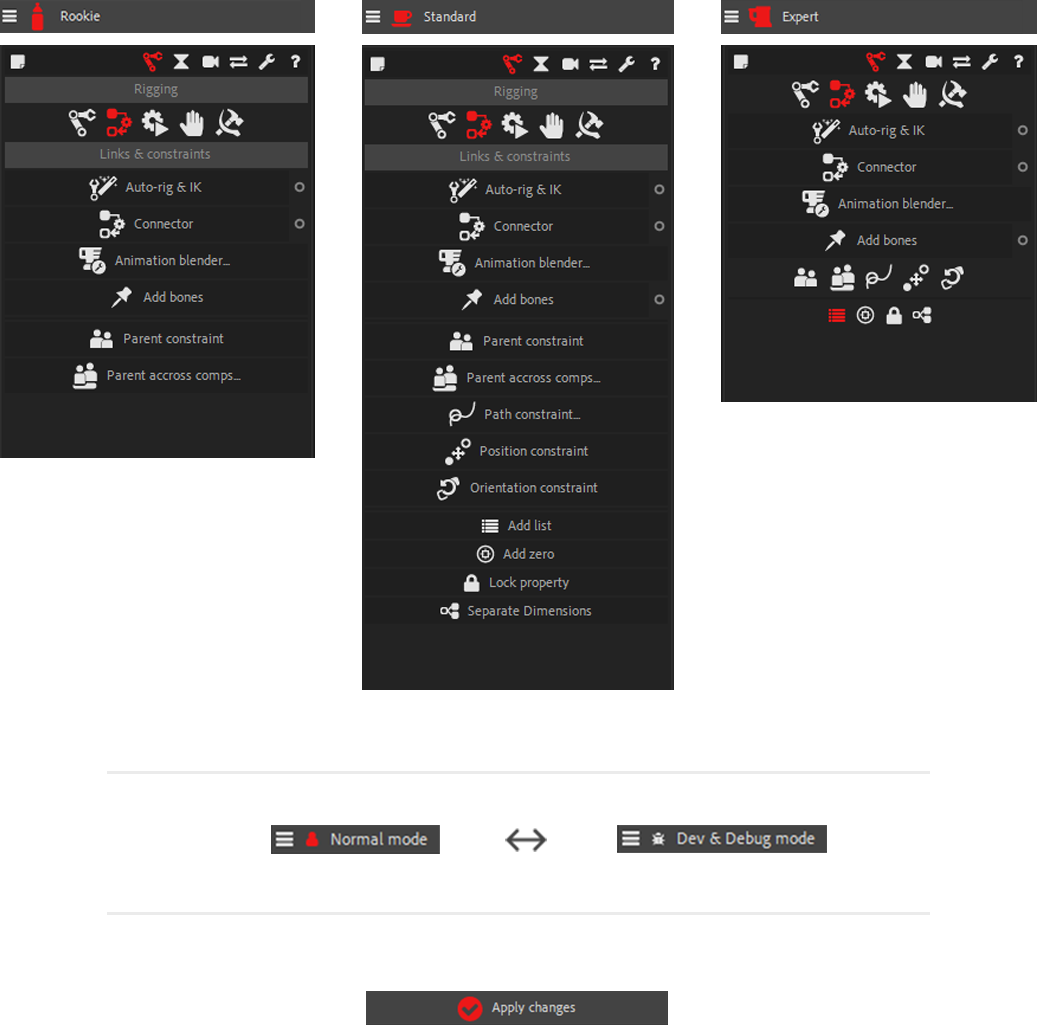 Rookie
?
Rigging
Links & constraints
Auto-rig & IK
Connector
Animation blender...
Add bones
Parent constraint
Parent accross comps...
Standard
?
Rigging
Links & constraints
Auto-rig & IK
Connector
Animation blender...
Add bones
Parent constraint
Parent accross comps...
Path constraint...
Position constraint
Orientation constraint
Add list
Add zero
Lock property
Separate Dimensions
Expert
?
Auto-rig & IK
Connector
Animation blender...
Add bones
Normal mode
Dev & Debug mode
Apply changes